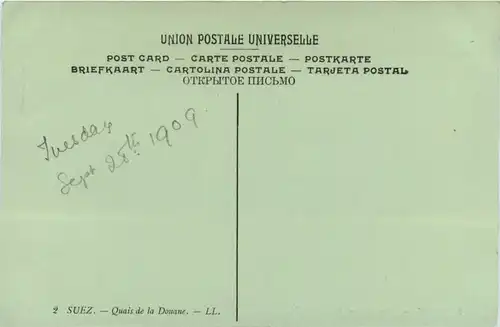 UNION POSTALE UNIVERSELLE
POST CARD — CARTE POSTALE — POSTKARTE
BRIEFKAART — CARTOLINA POSTALE — TARJETA POSTAL
ОТКРЫТОЕ ПИСЬМО
Tuesday
Sept 28th 1909
2 SUEZ. — Quais de la Douane. — LL.